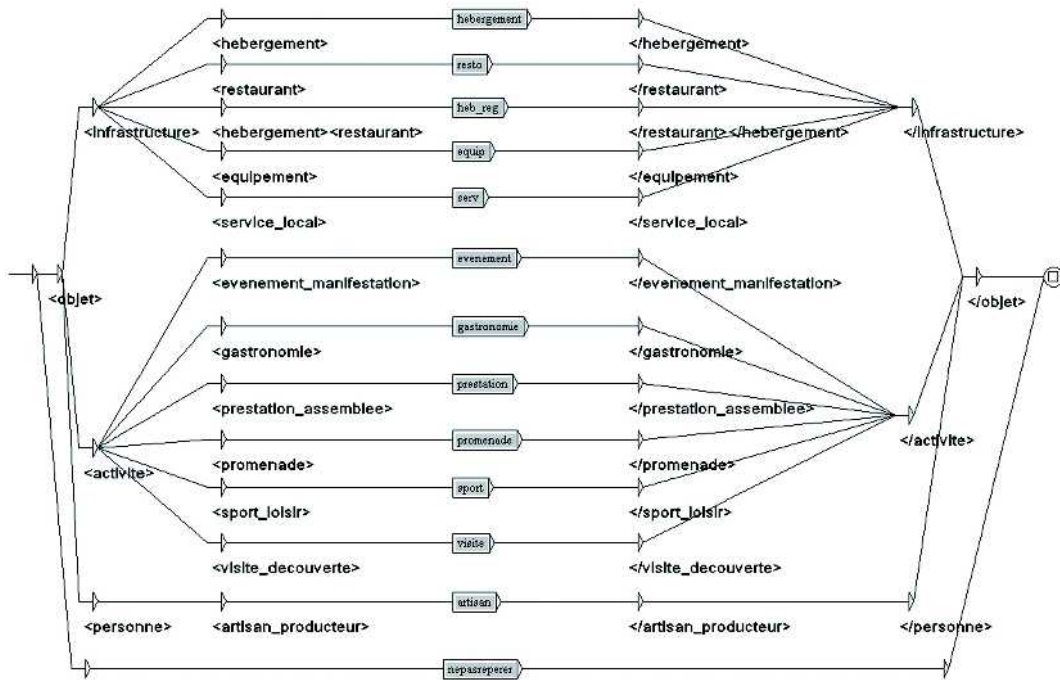 hebergement
<hebergement> </hebergement>
resto
<restaurant> </restaurant>
heb_reg
<infrastructure> <hebergement><restaurant> </restaurant></hebergement> </infrastructure>
equip
<equipement> </equipement>
serv
<service_local> </service_local>
evenement
<evenement_manifestation> </evenement_manifestation>
<objet> </objet>
gastronomie
<gastronomie> </gastronomie>
prestation
<prestation_assemblee> </prestation_assemblee>
promenade
<activite> <promenade> </promenade> </activite>
sport
<sport_loisir> </sport_loisir>
visite
<visite_decouverte> </visite_decouverte>
artisan
<personne> <artisan_producteur> </artisan_producteur> </personne>
nepasreperer